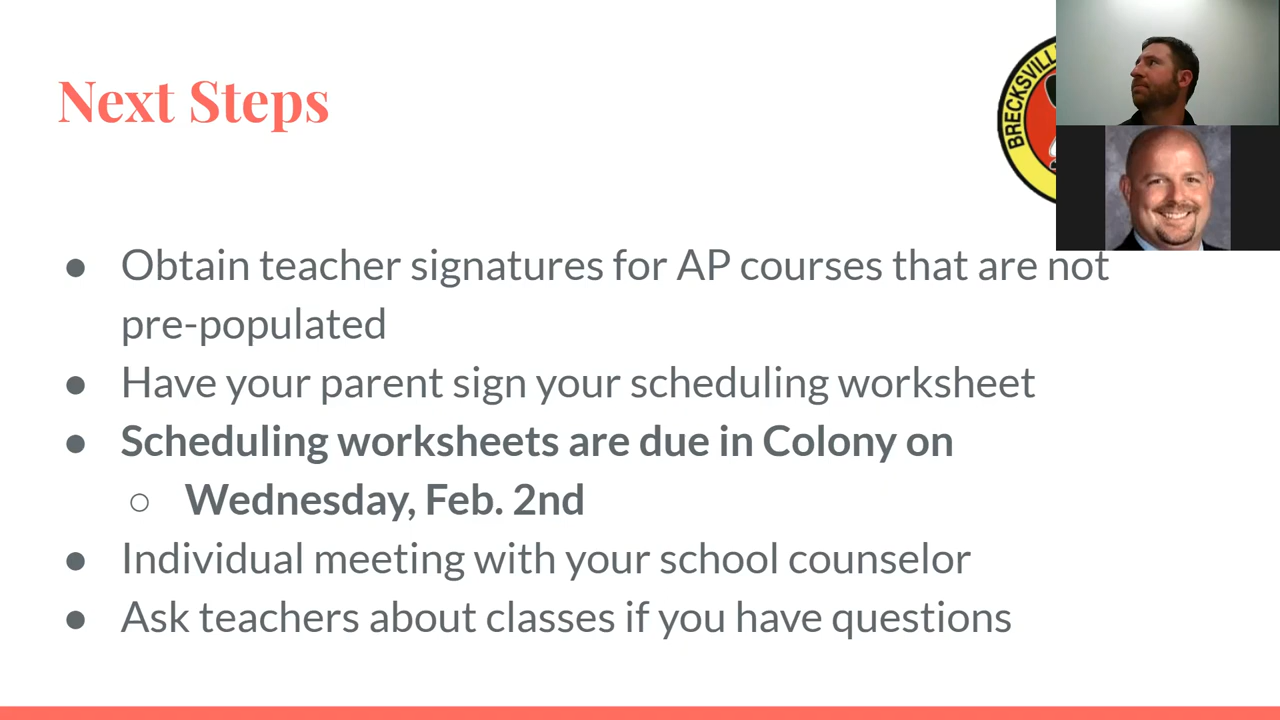 Next Steps
BRECKSVILL
● Obtain teacher signatures for AP courses that are not
pre-populated
● Have your parent sign your scheduling worksheet
● Scheduling worksheets are due in Colony on
○ Wednesday, Feb. 2nd
● Individual meeting with your school counselor
● Ask teachers about classes if you have questions